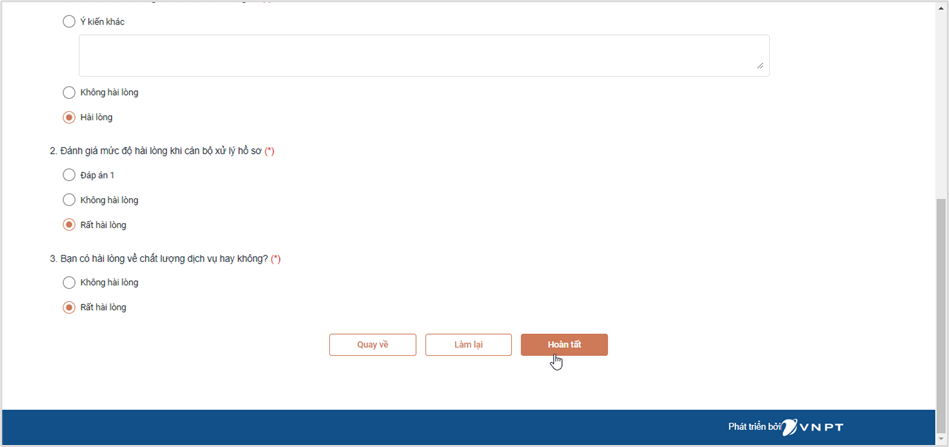 Ý kiến khác
Không hài lòng
Hài lòng
2. Đánh giá mức độ hài lòng khi cán bộ xử lý hồ sơ (*)
Đáp án 1
Không hài lòng
Rất hài lòng
3. Bạn có hài lòng về chất lượng dịch vụ hay không? (*)
Không hài lòng
Rất hài lòng
Quay về
Làm lại
Hoàn tất
Phát triển bởi VNPT